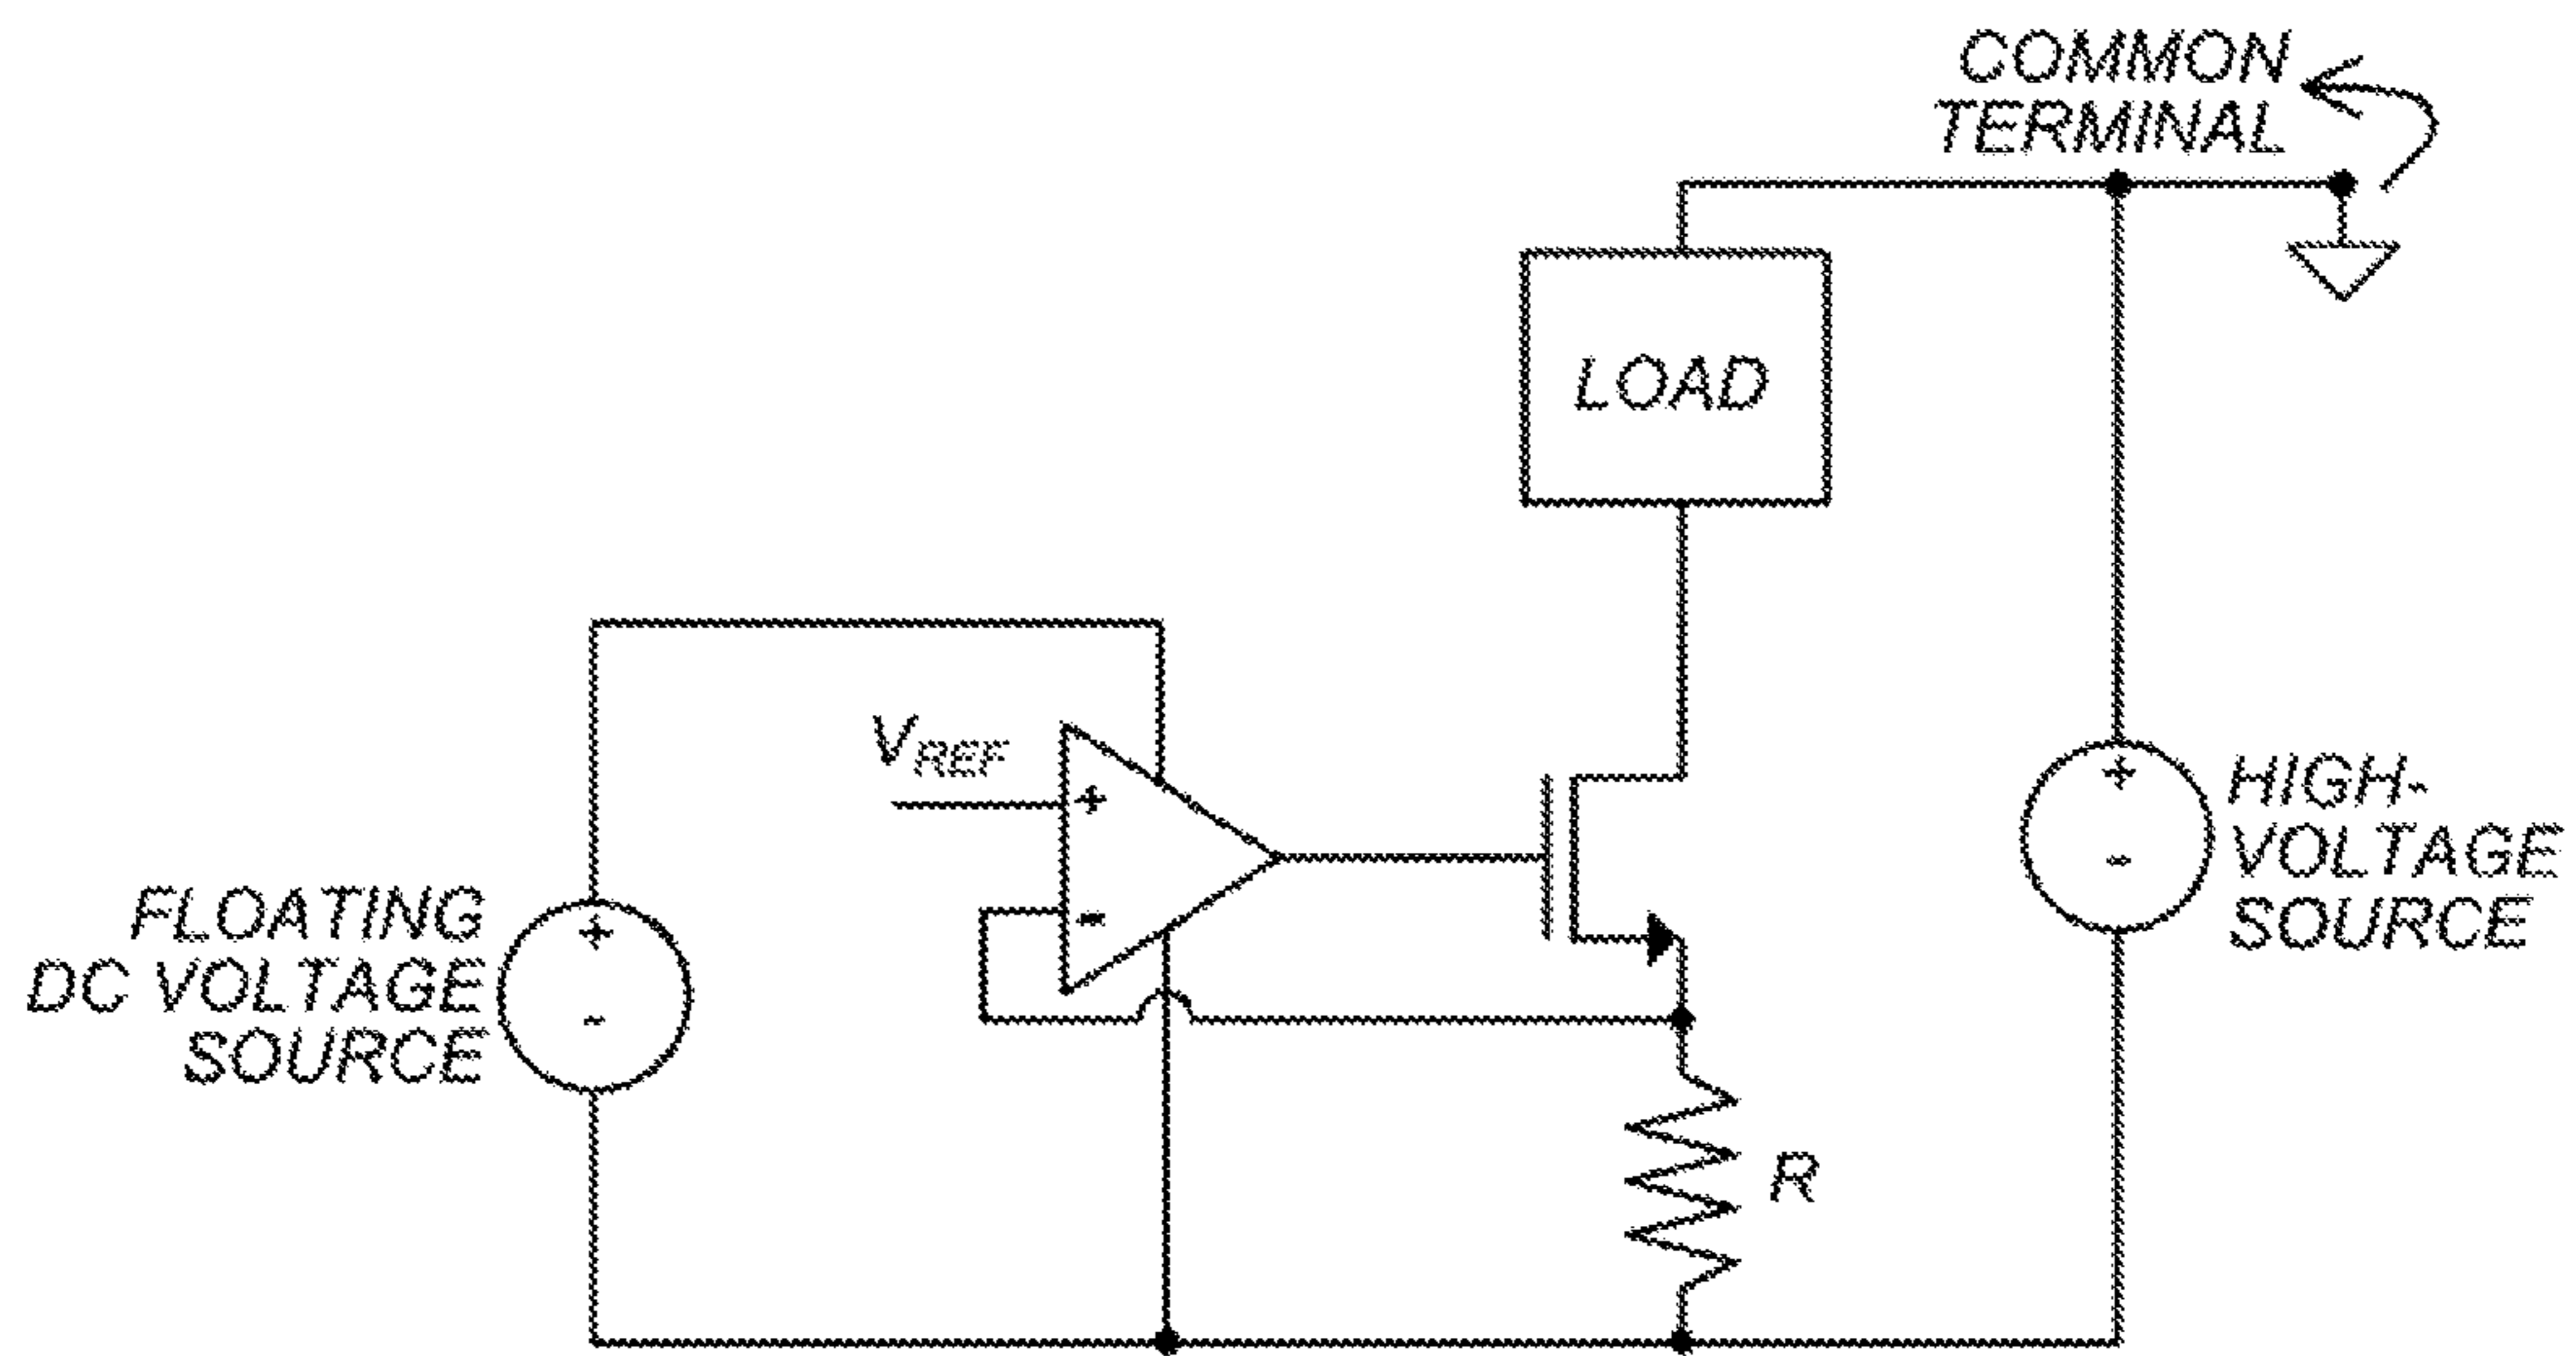 COMMON
TERMINAL
LOAD
VREF
+
-
FLOATING
DC VOLTAGE
SOURCE
+
-
+
-
HIGH-
VOLTAGE
SOURCE
R